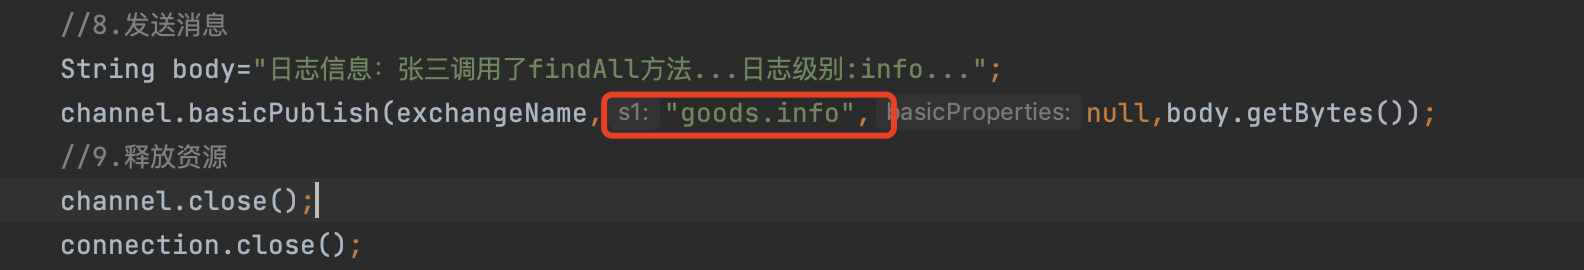 //8.发送消息
String body="日志信息：张三调用了findAll方法...日志级别:info...";
channel.basicPublish(exchangeName, s1: "goods.info", basicProperties: null,body.getBytes());
//9.释放资源
channel.close();
connection.close();